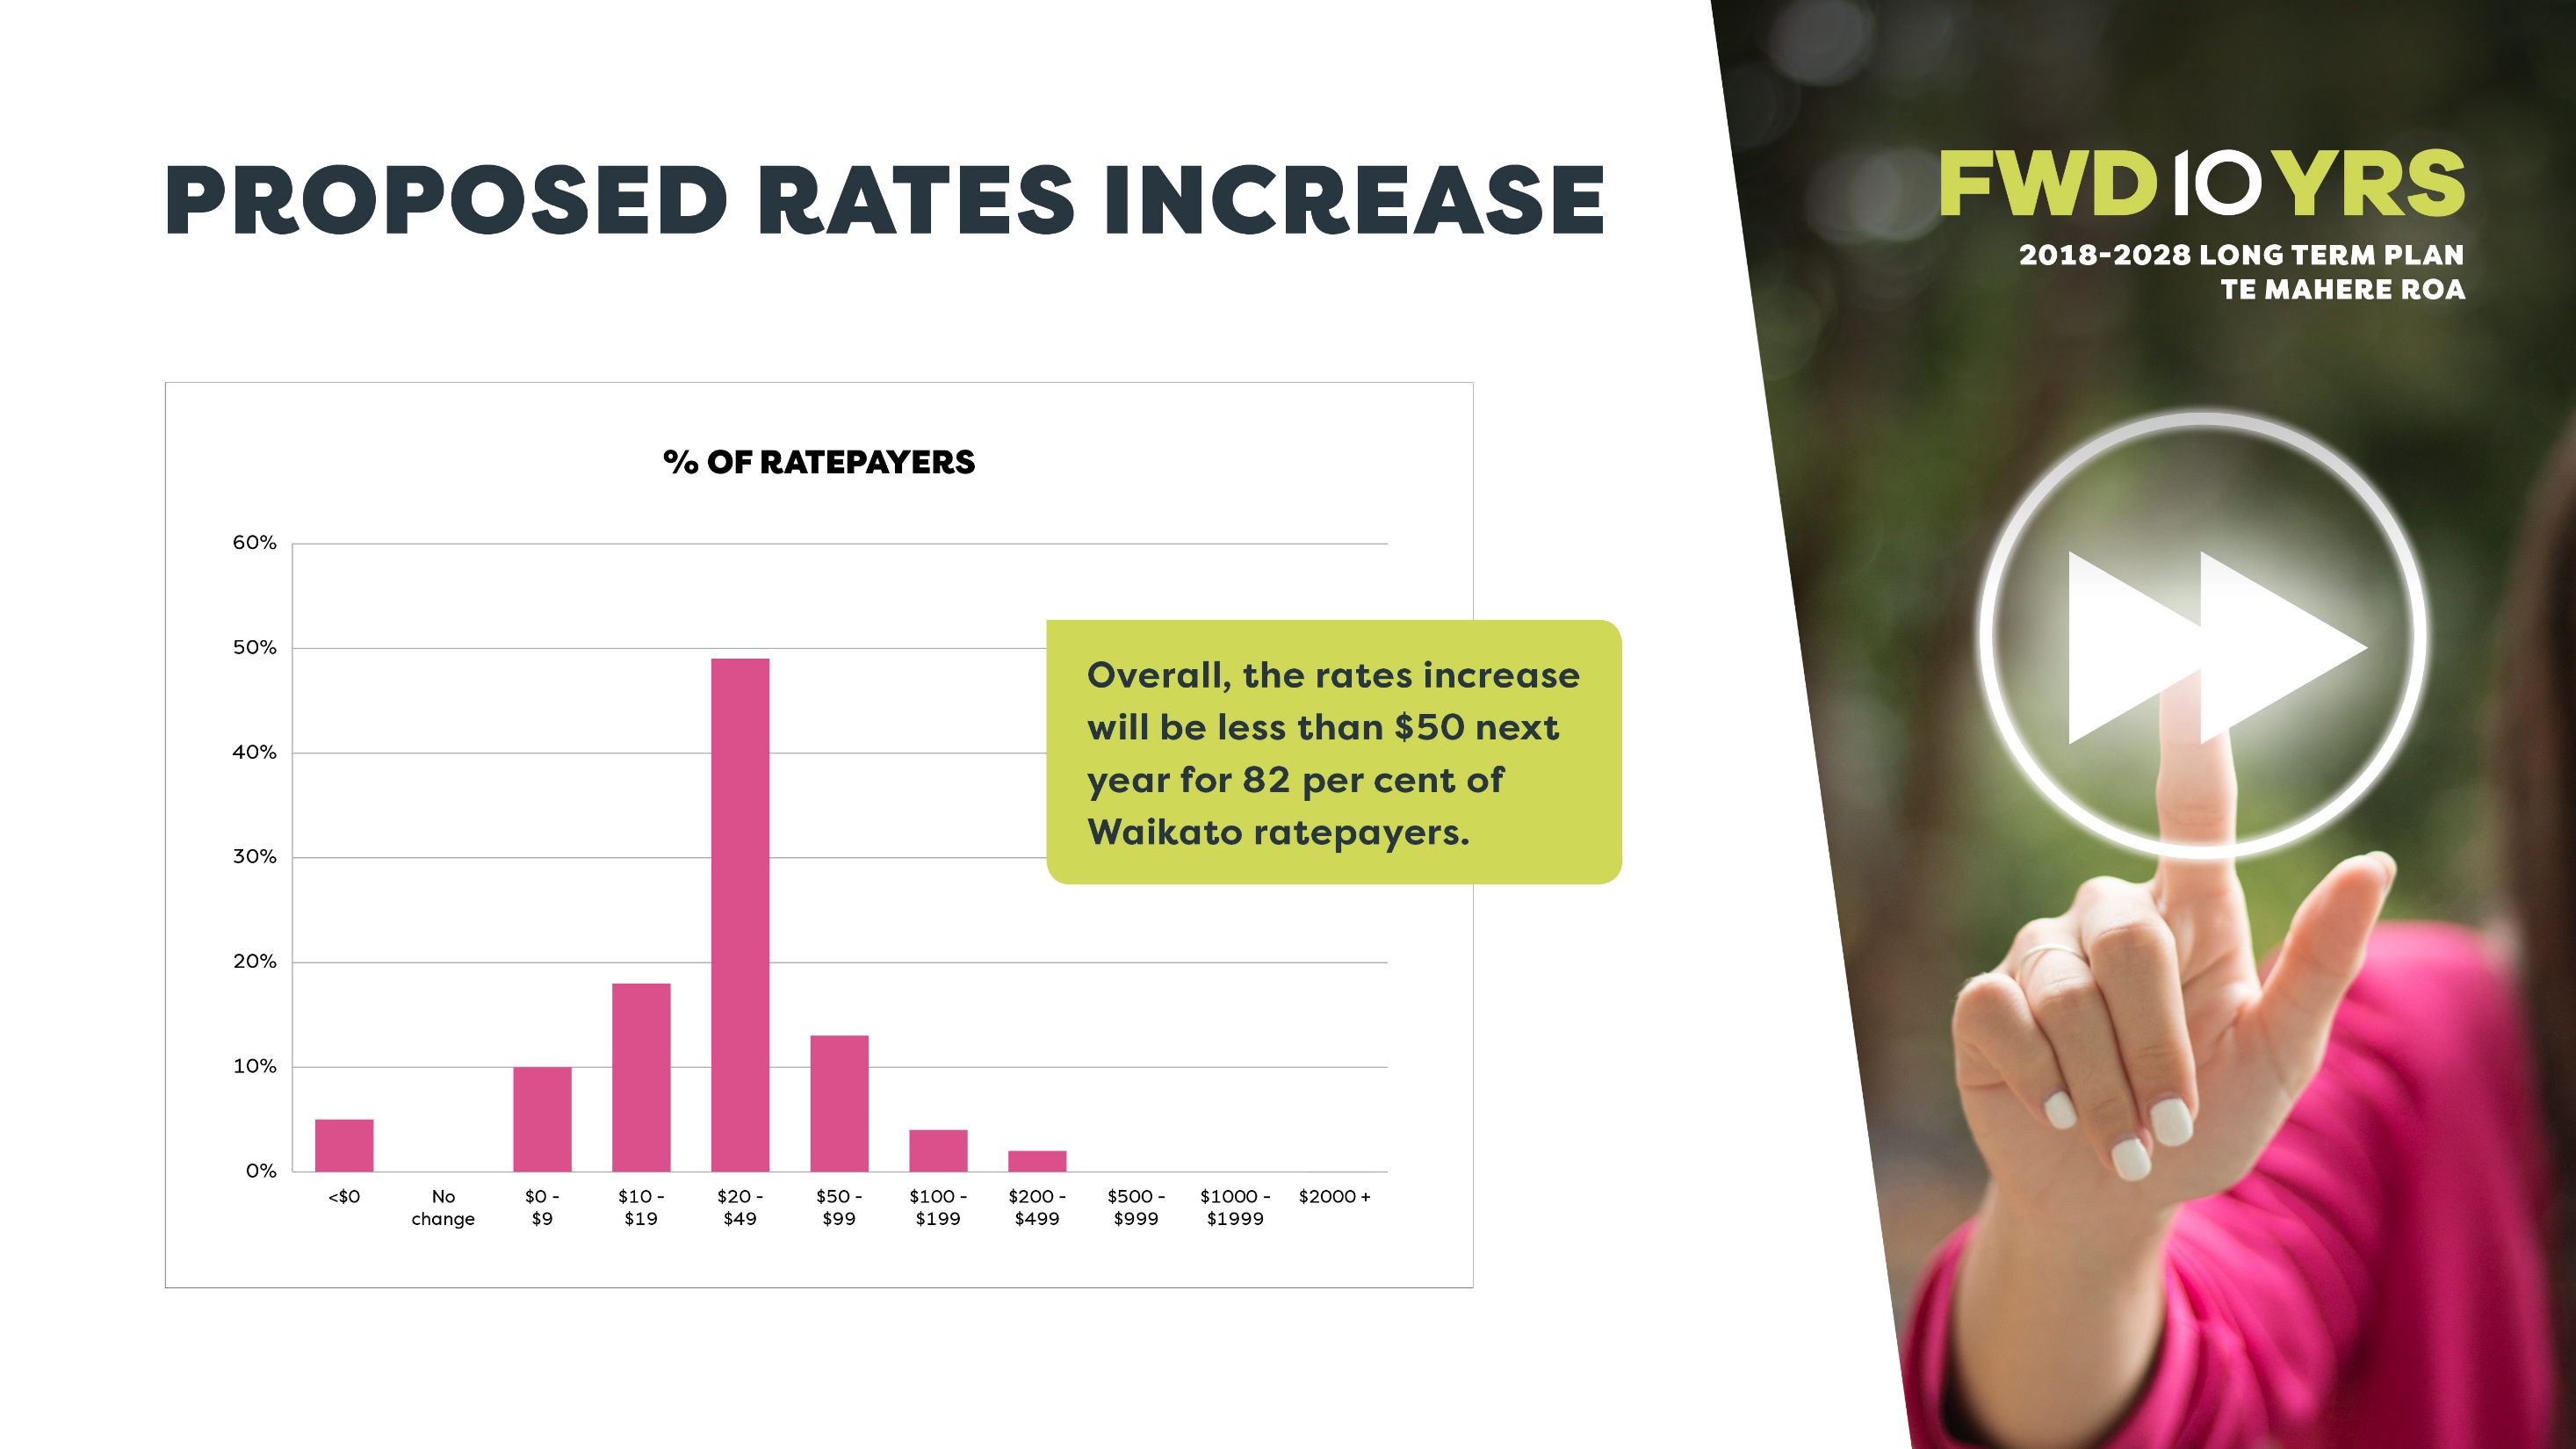 PROPOSED RATES INCREASE
FWD10YRS
2018-2028 LONG TERM PLAN
TE MAHERE ROA
% OF RATEPAYERS
60%
50%
40%
30%
20%
10%
0%
<$0
No
change
$0 -
$9
$10 -
$19
$20 -
$49
$50 -
$99
$100 -
$199
$200 -
$499
$500 -
$999
$1000 -
$1999
$2000 +
Overall, the rates increase
will be less than $50 next
year for 82 per cent of
Waikato ratepayers.